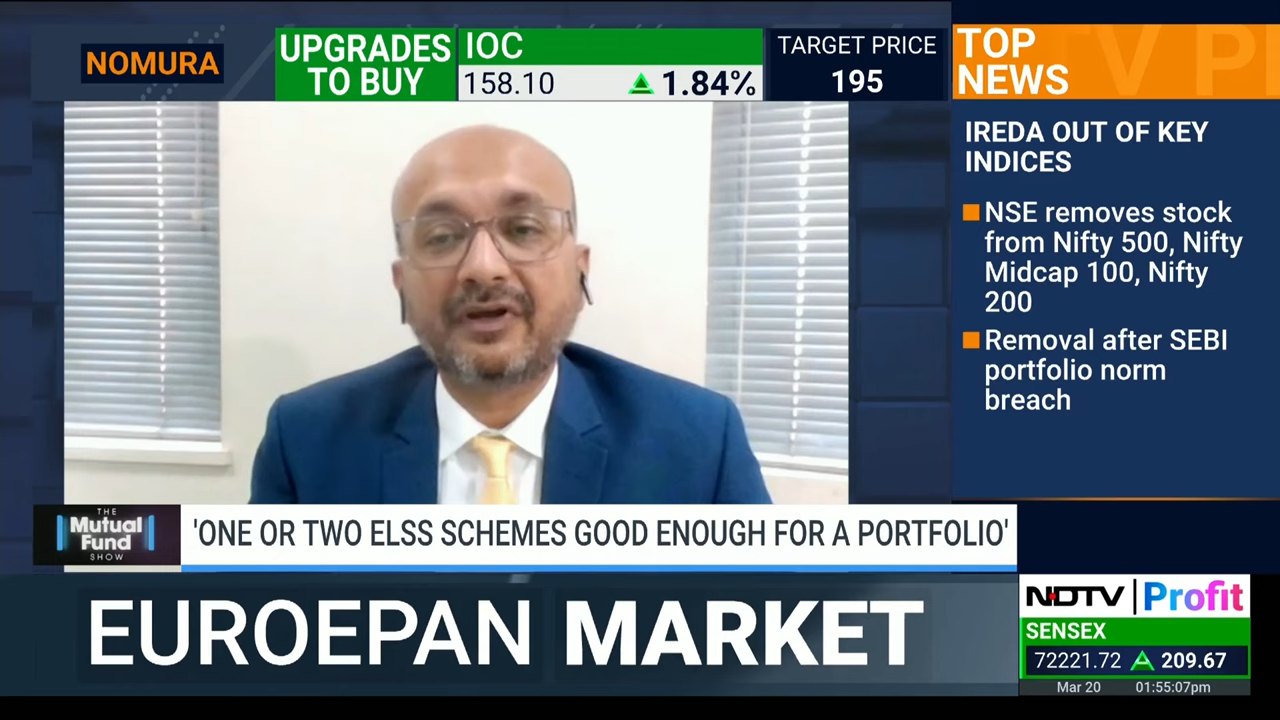 NOMURA
UPGRADES
TO BUY
IOC
158.10 ▲ 1.84%
TARGET PRICE
195
TOP
NEWS
IREDA OUT OF KEY
INDICES
NSE removes stock
from Nifty 500, Nifty
Midcap 100, Nifty
200
Removal after SEBI
portfolio norm
breach
THE
Mutual
Fund
SHOW
'ONE OR TWO ELSS SCHEMES GOOD ENOUGH FOR A PORTFOLIO'
EUROEPAN MARKET
NDTV Profit
SENSEX
72221.72 ▲ 209.67
Mar 20 01:55:07pm